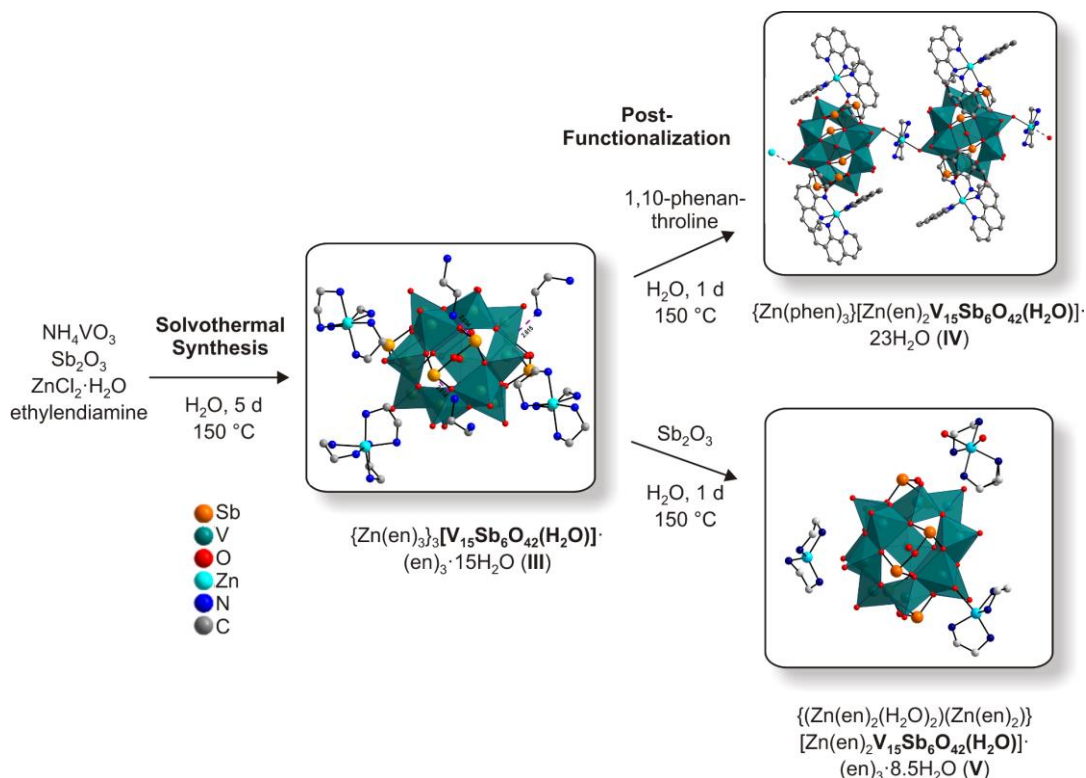 NH₄VO₃
Sb₂O₃
ZnCl₂·H₂O
ethylendiamine
Solvothermal
Synthesis
H₂O, 5 d
150 °C
Sb
V
O
Zn
N
C
{Zn(en)₃}₃[V₁₅Sb₆O₄₂(H₂O)]·
(en)₃·15H₂O (III)
Post-
Functionalization
1,10-phenan-
throline
H₂O, 1 d
150 °C
{Zn(phen)₃}[Zn(en)₂V₁₅Sb₆O₄₂(H₂O)]·
23H₂O (IV)
Sb₂O₃
H₂O, 1 d
150 °C
{(Zn(en)₂(H₂O)₂)(Zn(en)₂)}
[Zn(en)₂V₁₅Sb₆O₄₂(H₂O)]·
(en)₃·8.5H₂O (V)